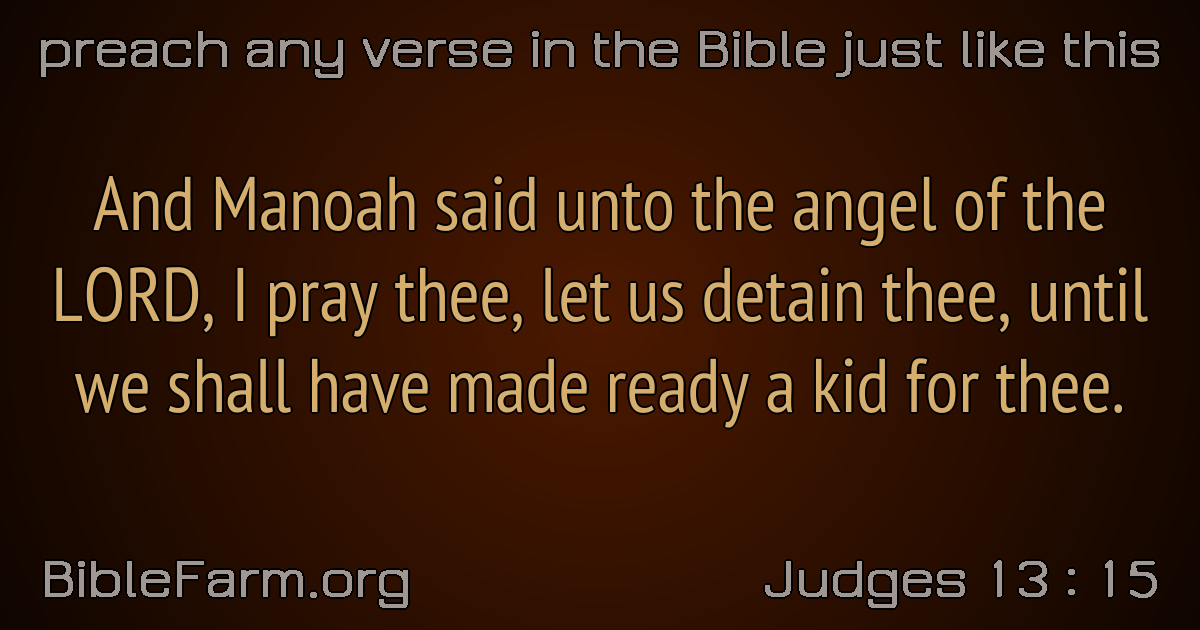 preach any verse in the Bible just like this
And Manoah said unto the angel of the
LORD, I pray thee, let us detain thee, until
we shall have made ready a kid for thee.
BibleFarm.org
Judges 13 : 15